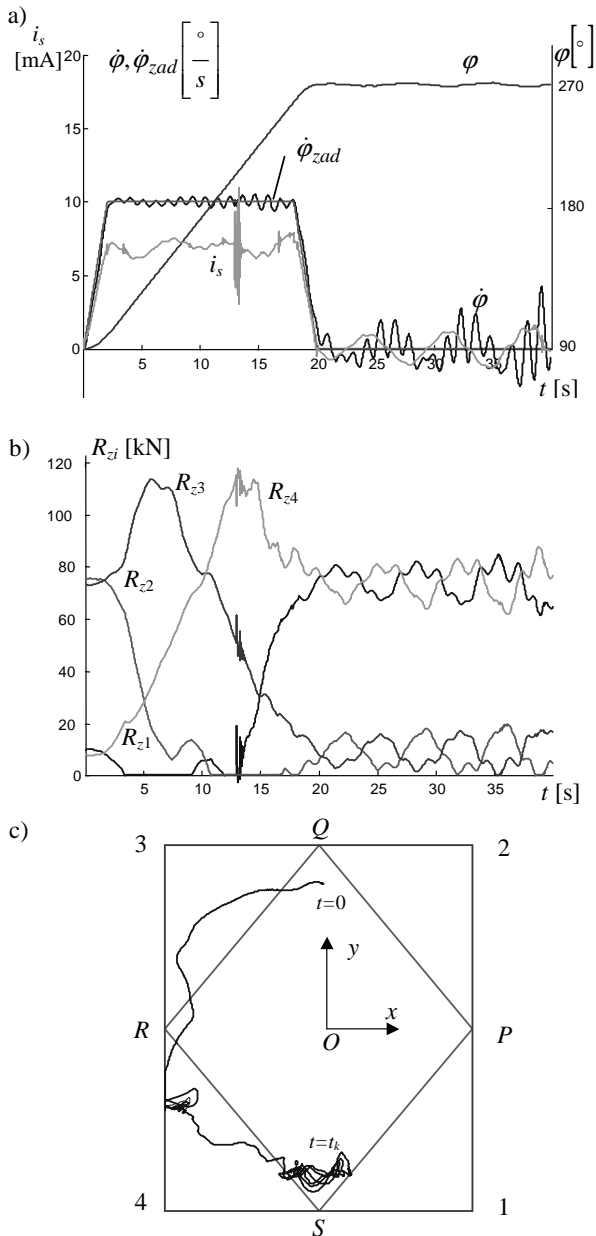 a)
i_s
[mA]
φ̇, φ̇_zad [° / s]
φ[°]
20
15
10
5
0
φ
φ̇_zad
i_s
φ̇
270
180
90
5 10 15 20 25 30 35
t [s]
b)
R_zi [kN]
120
100
80
60
40
20
0
R_z3
R_z4
R_z2
R_z1
5 10 15 20 25 30 35
t [s]
c)
Q
3
2
t=0
y
x
R
O
P
t=t_k
4
1
S